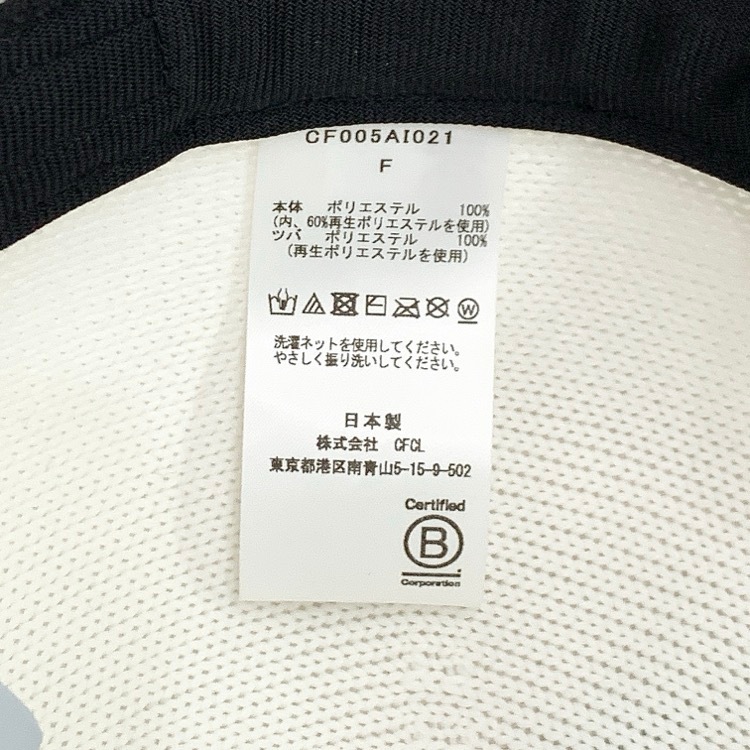 CF005AI021
F
本体 ポリエステル 100%
(内、60%再生ポリエステルを使用)
ツバ ポリエステル 100%
(再生ポリエステルを使用)
W
洗濯ネットを使用してください。
やさしく振り洗いしてください。
日本製
株式会社 CFCL
東京都港区南青山5-15-9-502
Certified
B
Corporation